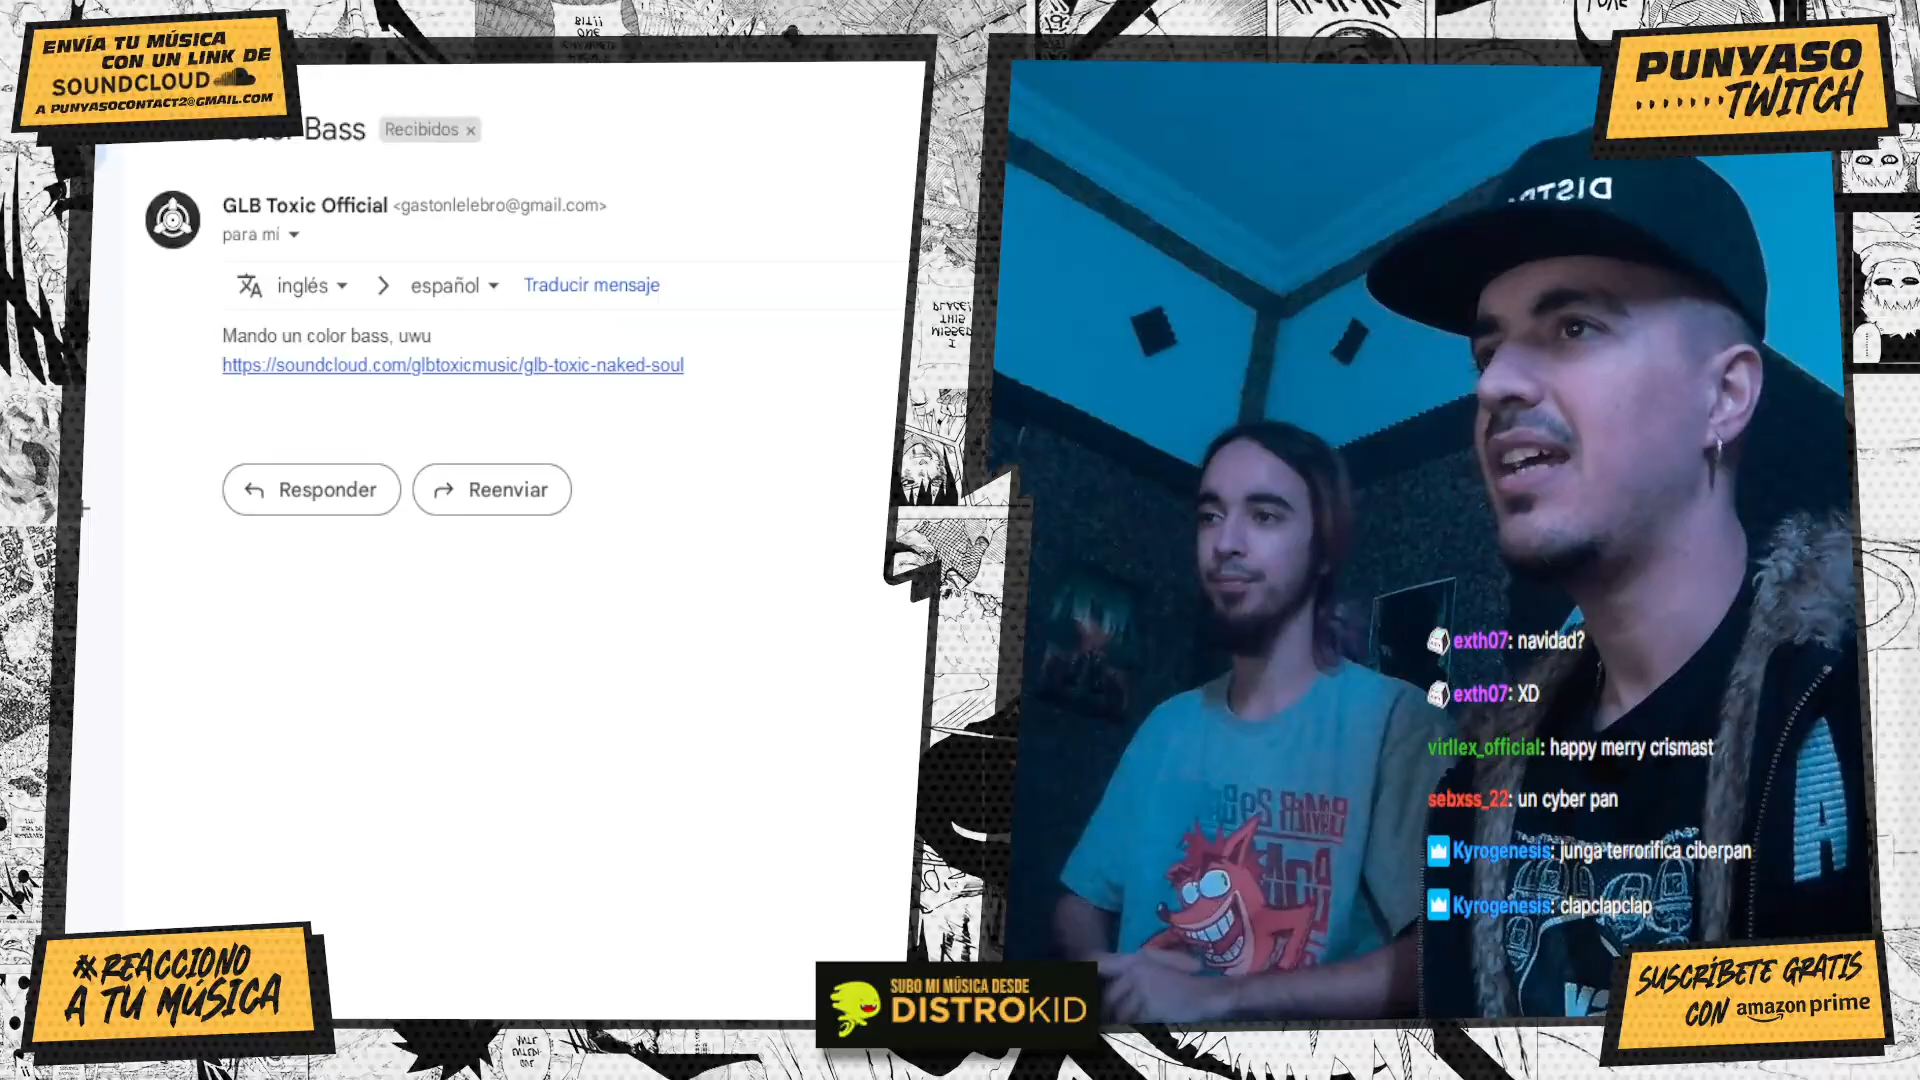 ENVÍA TU MÚSICA
CON UN LINK DE
SOUNDCLOUD
A PUNYASOCONTACT2@GMAIL.COM
PUNYASO
TWITCH
Bass
Recibidos ×
GLB Toxic Official <gastonlelebro@gmail.com>
para mí
inglés
español
Traducir mensaje
Mando un color bass, uwu
https://soundcloud.com/glbtoxicmusic/glb-toxic-naked-soul
Responder
Reenviar
exth07: navidad?
exth07: XD
virllex_official: happy merry crismast
sebxss_22: un cyber pan
Kyrogenesis: junga terrorifica ciberpan
Kyrogenesis: clapclapclap
#REACCIONO
A TU MÚSICA
SUBO MI MÚSICA DESDE
DISTROKID
SUSCRÍBETE GRATIS
CON amazon prime